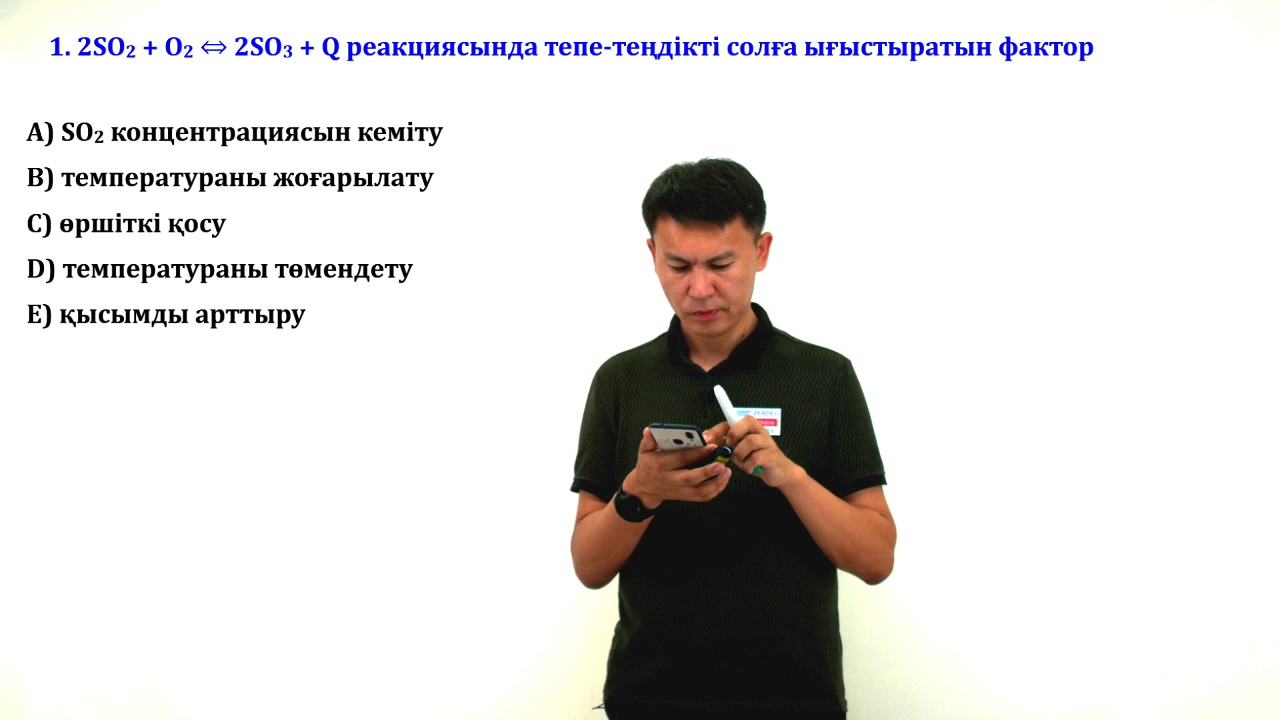 1. 2SO₂ + O₂ ⇔ 2SO₃ + Q реакциясында тепе-теңдікті солға ығыстыратын фактор
A) SO₂ концентрациясын кеміту
B) температураны жоғарылату
C) өршіткі қосу
D) температураны төмендету
E) қысымды арттыру